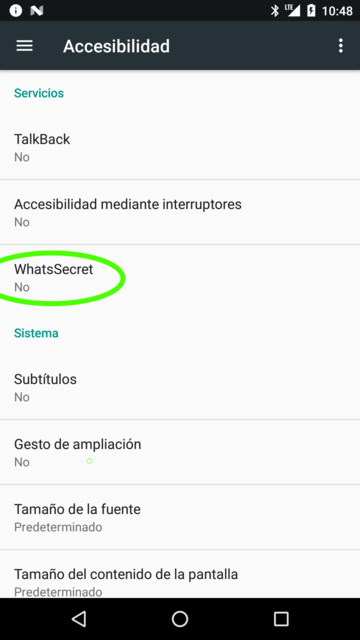 LTE 10:48
Accesibilidad
Servicios
TalkBack
No
Accesibilidad mediante interruptores
No
WhatsSecret
No
Sistema
Subtítulos
No
Gesto de ampliación
No
Tamaño de la fuente
Predeterminado
Tamaño del contenido de la pantalla
Predeterminado